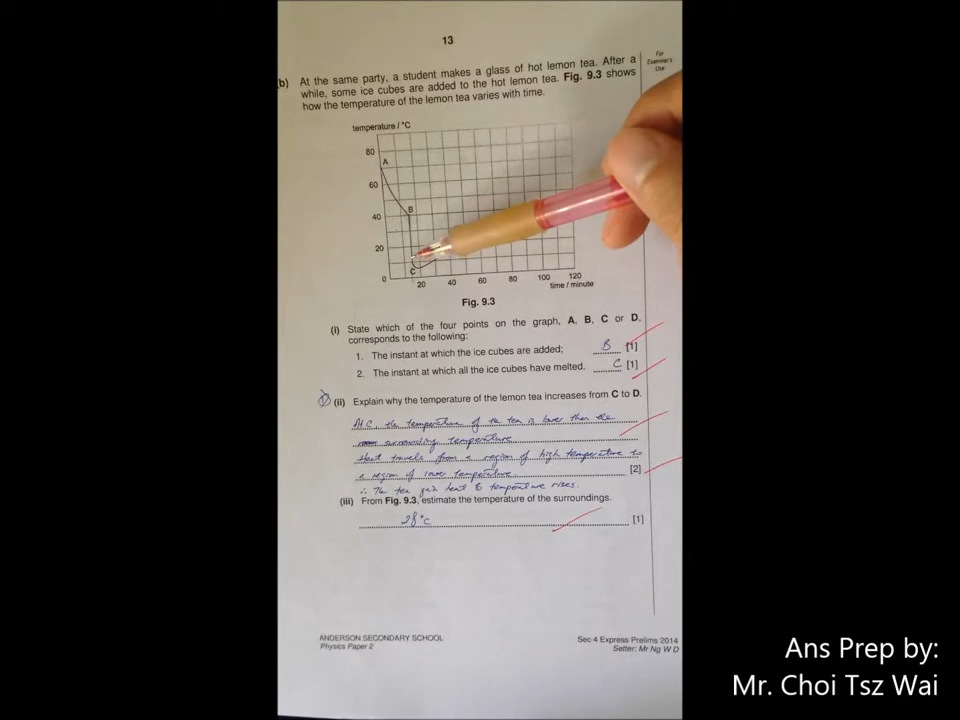 13
For
Examiner's
Use
(b) At the same party, a student makes a glass of hot lemon tea. After a
while, some ice cubes are added to the hot lemon tea. Fig. 9.3 shows
how the temperature of the lemon tea varies with time.
temperature / °C
80
A
60
B
40
20
C
0
20 40 60 80 100 120
time / minute
Fig. 9.3
(i) State which of the four points on the graph, A, B, C or D,
corresponds to the following:
1. The instant at which the ice cubes are added; B [1]
2. The instant at which all the ice cubes have melted. C [1]
(ii) Explain why the temperature of the lemon tea increases from C to D.
At C, the temperature of the tea is lower than the
surrounding temperature
Heat travels from a region of high temperature to
a region of lower temperature [2]
∴ The tea gain heat & temperature rises.
(iii) From Fig. 9.3, estimate the temperature of the surroundings.
28°C [1]
ANDERSON SECONDARY SCHOOL
Physics Paper 2
Sec 4 Express Prelims 2014
Setter: Mr Ng W D
Ans Prep by:
Mr. Choi Tsz Wai